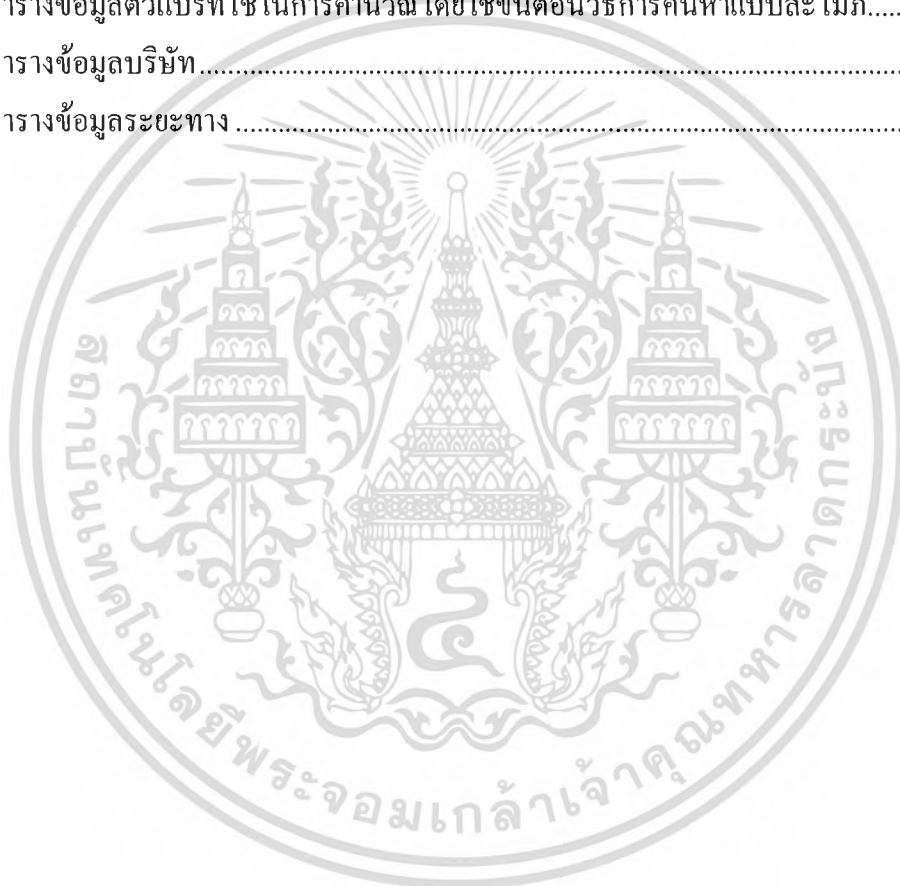 ารางข้อมูลตัวแปรที่ใช้ในการคำนวณโดยใช้ขั้นตอนวิธีการค้นหาแบบละโมภ.....
ารางข้อมูลบริษัท....................................................................................................
ารางข้อมูลระยะทาง...............................................................................................
สถาบันเทคโนโลยีพระจอมเกล้าเจ้าคุณทหารลาดกระบัง
๔